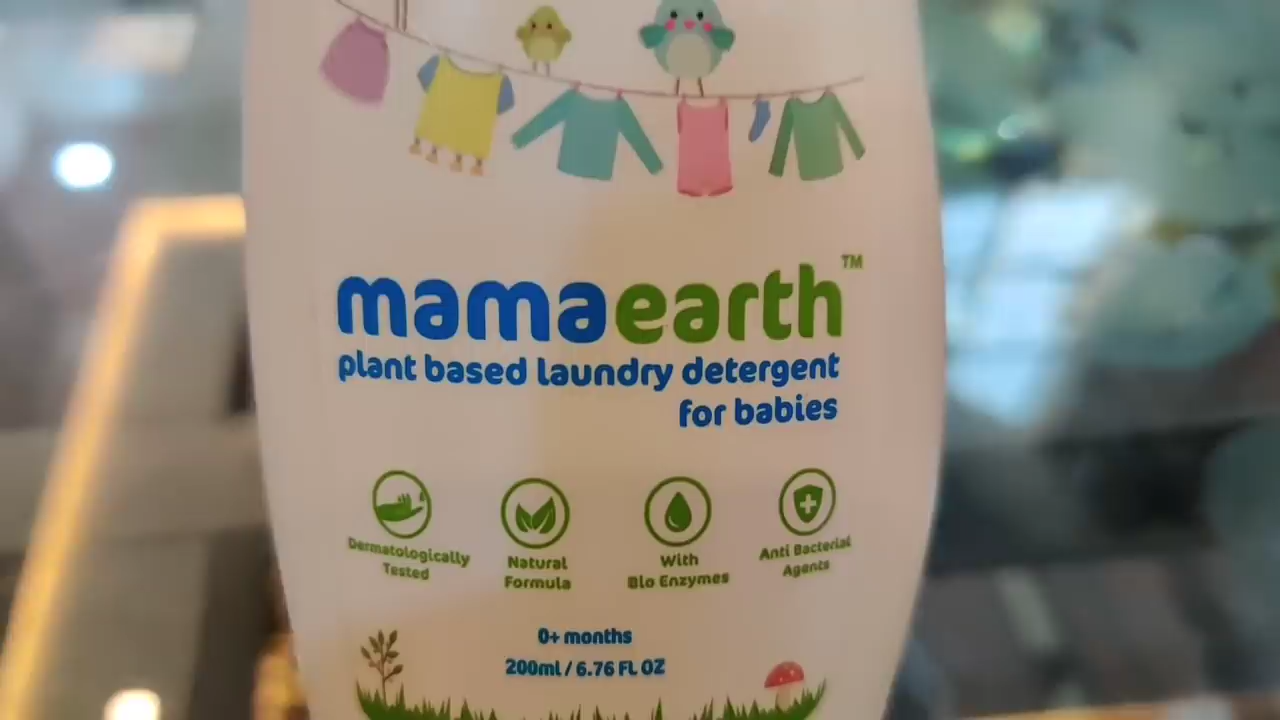 mamaearth™
plant based laundry detergent
for babies
Dermatologically
Tested
Natural
Formula
With
Bio Enzymes
Anti Bacterial
Agents
0+ months
200ml / 6.76 FL OZ